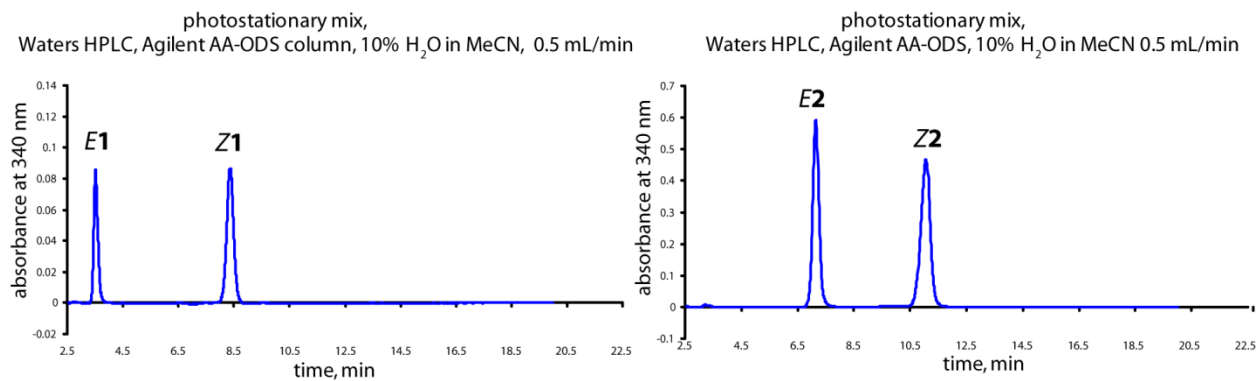 photostationary mix,
Waters HPLC, Agilent AA-ODS column, 10% H₂O in MeCN, 0.5 mL/min
absorbance at 340 nm
0.14
0.12
0.1
0.08
0.06
0.04
0.02
0
-0.02
E1
Z1
2.5 4.5 6.5 8.5 10.5 12.5 14.5 16.5 18.5 20.5 22.5
time, min
photostationary mix,
Waters HPLC, Agilent AA-ODS, 10% H₂O in MeCN 0.5 mL/min
absorbance at 340 nm
0.7
0.6
0.5
0.4
0.3
0.2
0.1
0
-0.1
E2
Z2
2.5 4.5 6.5 8.5 10.5 12.5 14.5 16.5 18.5 20.5 22.5
time, min